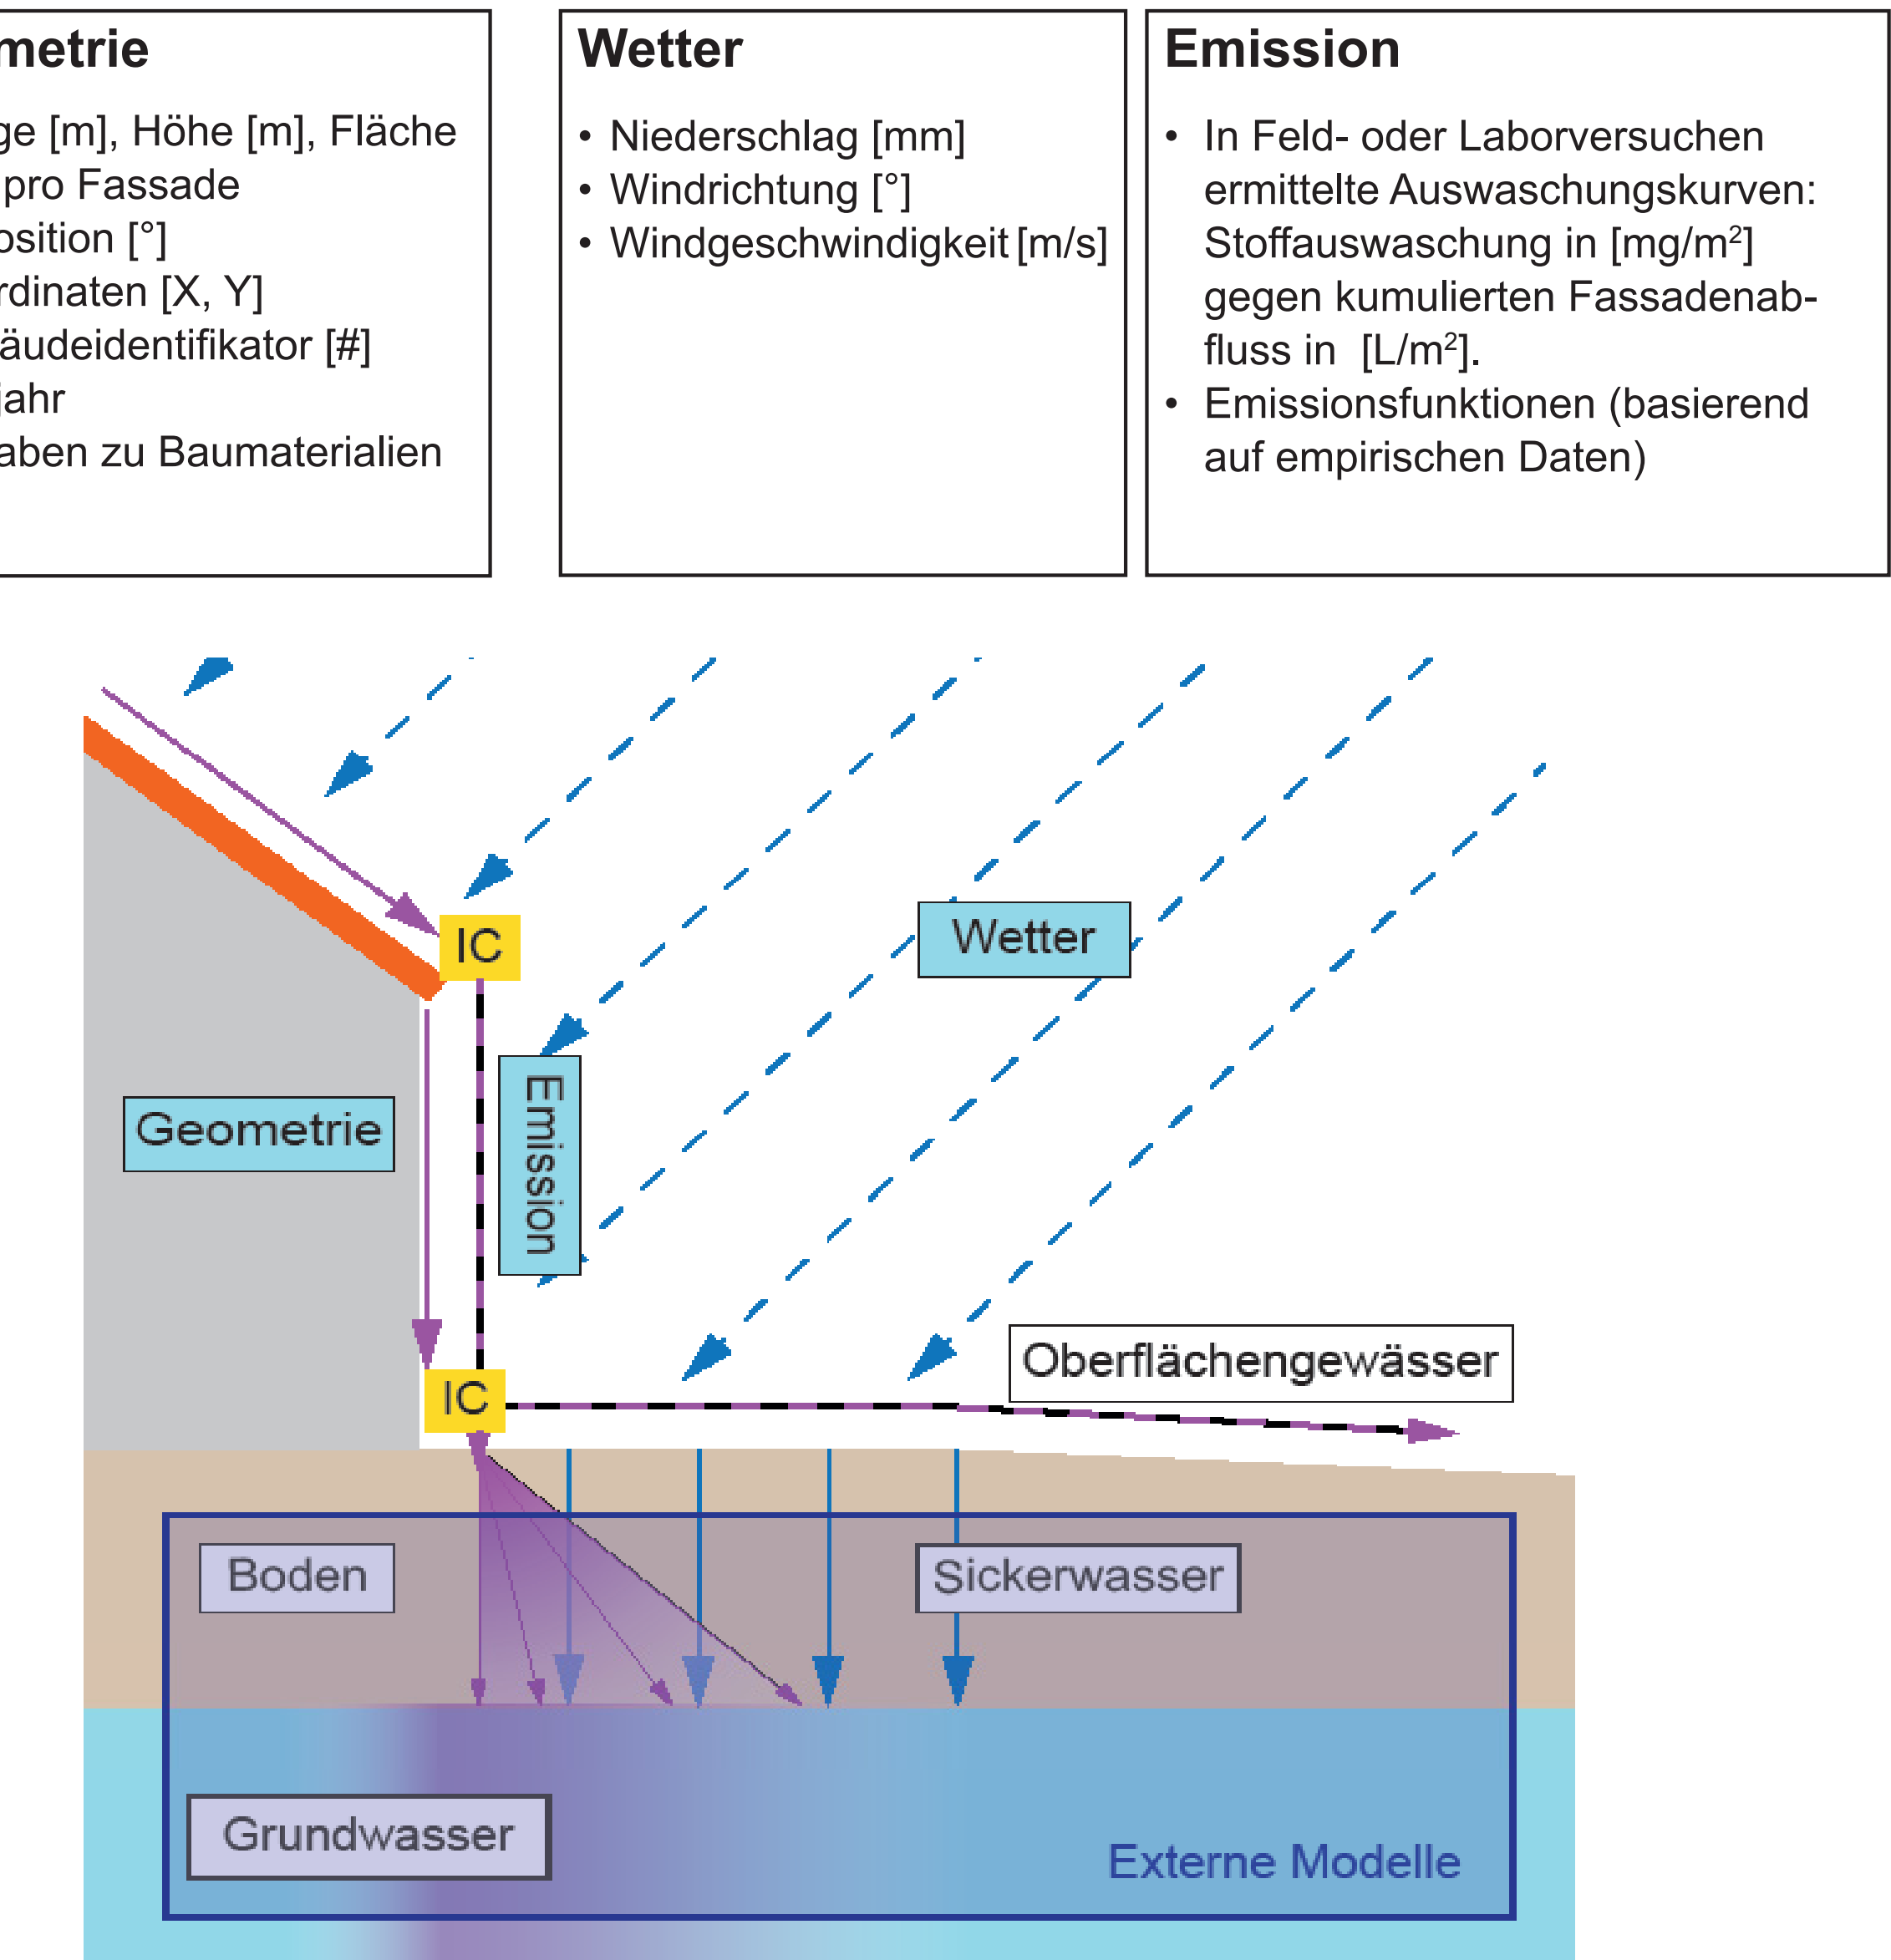 metrie
ge [m], Höhe [m], Fläche
pro Fassade
osition [°]
rdinaten [X, Y]
äudeidentifikator [#]
jahr
aben zu Baumaterialien
Wetter
• Niederschlag [mm]
• Windrichtung [°]
• Windgeschwindigkeit [m/s]
Emission
• In Feld- oder Laborversuchen
ermittelte Auswaschungskurven:
Stoffauswaschung in [mg/m²]
gegen kumulierten Fassadenab-
fluss in [L/m²].
• Emissionsfunktionen (basierend
auf empirischen Daten)
IC
Wetter
Geometrie
Emission
Oberflächengewässer
IC
Boden
Sickerwasser
Grundwasser
Externe Modelle